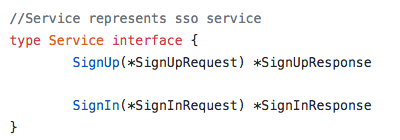 //Service represents sso service
type Service interface {
SignUp(*SignUpRequest) *SignUpResponse
SignIn(*SignInRequest) *SignInResponse
}